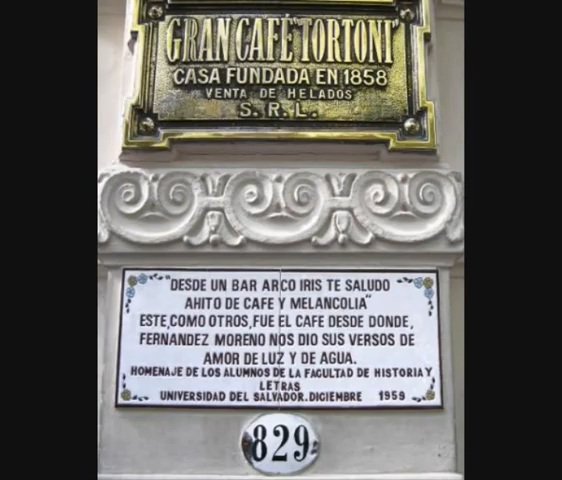 GRAN CAFÉ "TORTONI"
CASA FUNDADA EN 1858
VENTA DE HELADOS
S. R. L.
"DESDE UN BAR ARCO IRIS TE SALUDO
AHITO DE CAFE Y MELANCOLIA"
ESTE, COMO OTROS, FUE EL CAFE DESDE DONDE,
FERNANDEZ MORENO NOS DIO SUS VERSOS DE
AMOR DE LUZ Y DE AGUA.
HOMENAJE DE LOS ALUMNOS DE LA FACULTAD DE HISTORIA Y
LETRAS
UNIVERSIDAD DEL SALVADOR. DICIEMBRE 1959
829